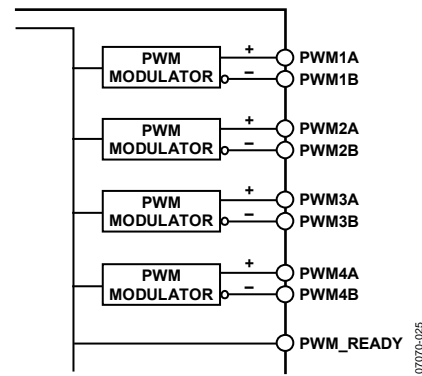 PWM
MODULATOR
+
−
PWM1A
PWM1B
PWM
MODULATOR
+
−
PWM2A
PWM2B
PWM
MODULATOR
+
−
PWM3A
PWM3B
PWM
MODULATOR
+
−
PWM4A
PWM4B
PWM_READY
07070-025